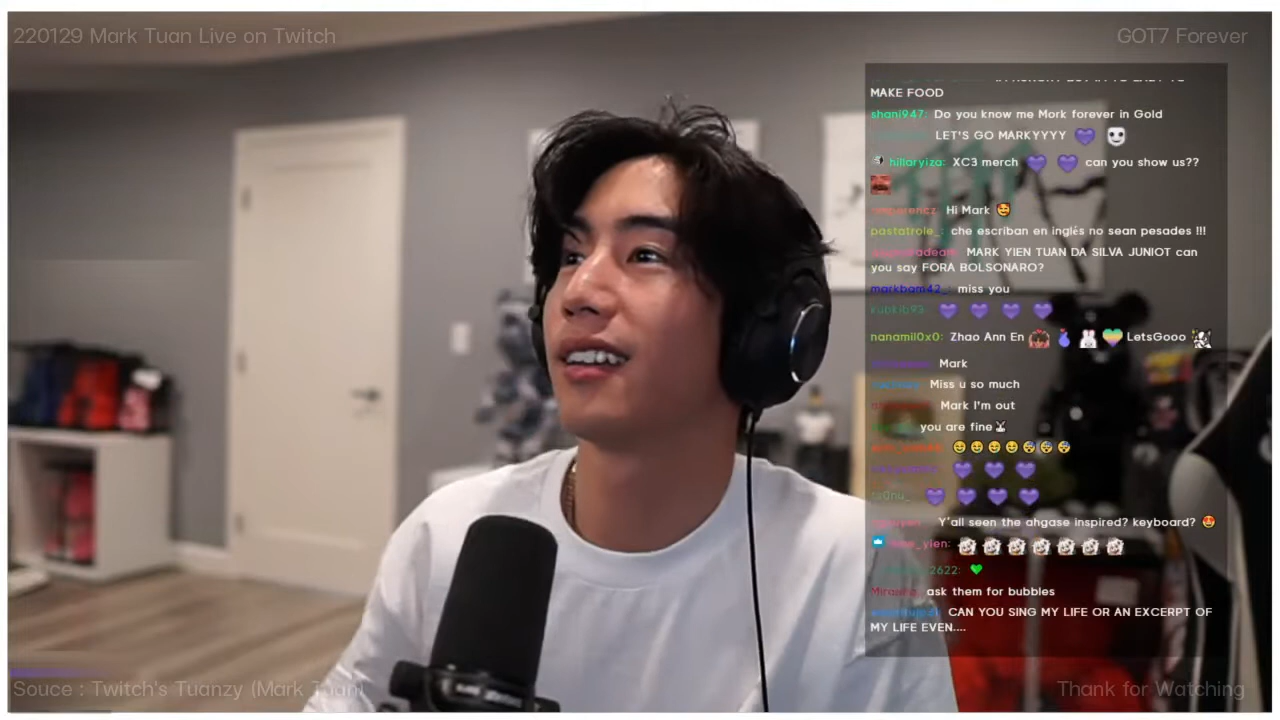 220129 Mark Tuan Live on Twitch
GOT7 Forever
MAKE FOOD
shani947: Do you know me Mork forever in Gold
LET'S GO MARKYYYY
hillaryiza: XC3 merch can you show us??
Hi Mark
pastatrole_: che escriban en inglés no sean pesades !!!
MARK YIEN TUAN DA SILVA JUNIOT can
you say FORA BOLSONARO?
markbam42_: miss you
kubkib93:
nanamil0x0: Zhao Ann En LetsGooo
Mark
Miss u so much
Mark I'm out
you are fine
Y'all seen the ahgase inspired? keyboard?
ask them for bubbles
CAN YOU SING MY LIFE OR AN EXCERPT OF
MY LIFE EVEN....
Souce : Twitch's Tuanzy (Mark Tuan)
Thank for Watching